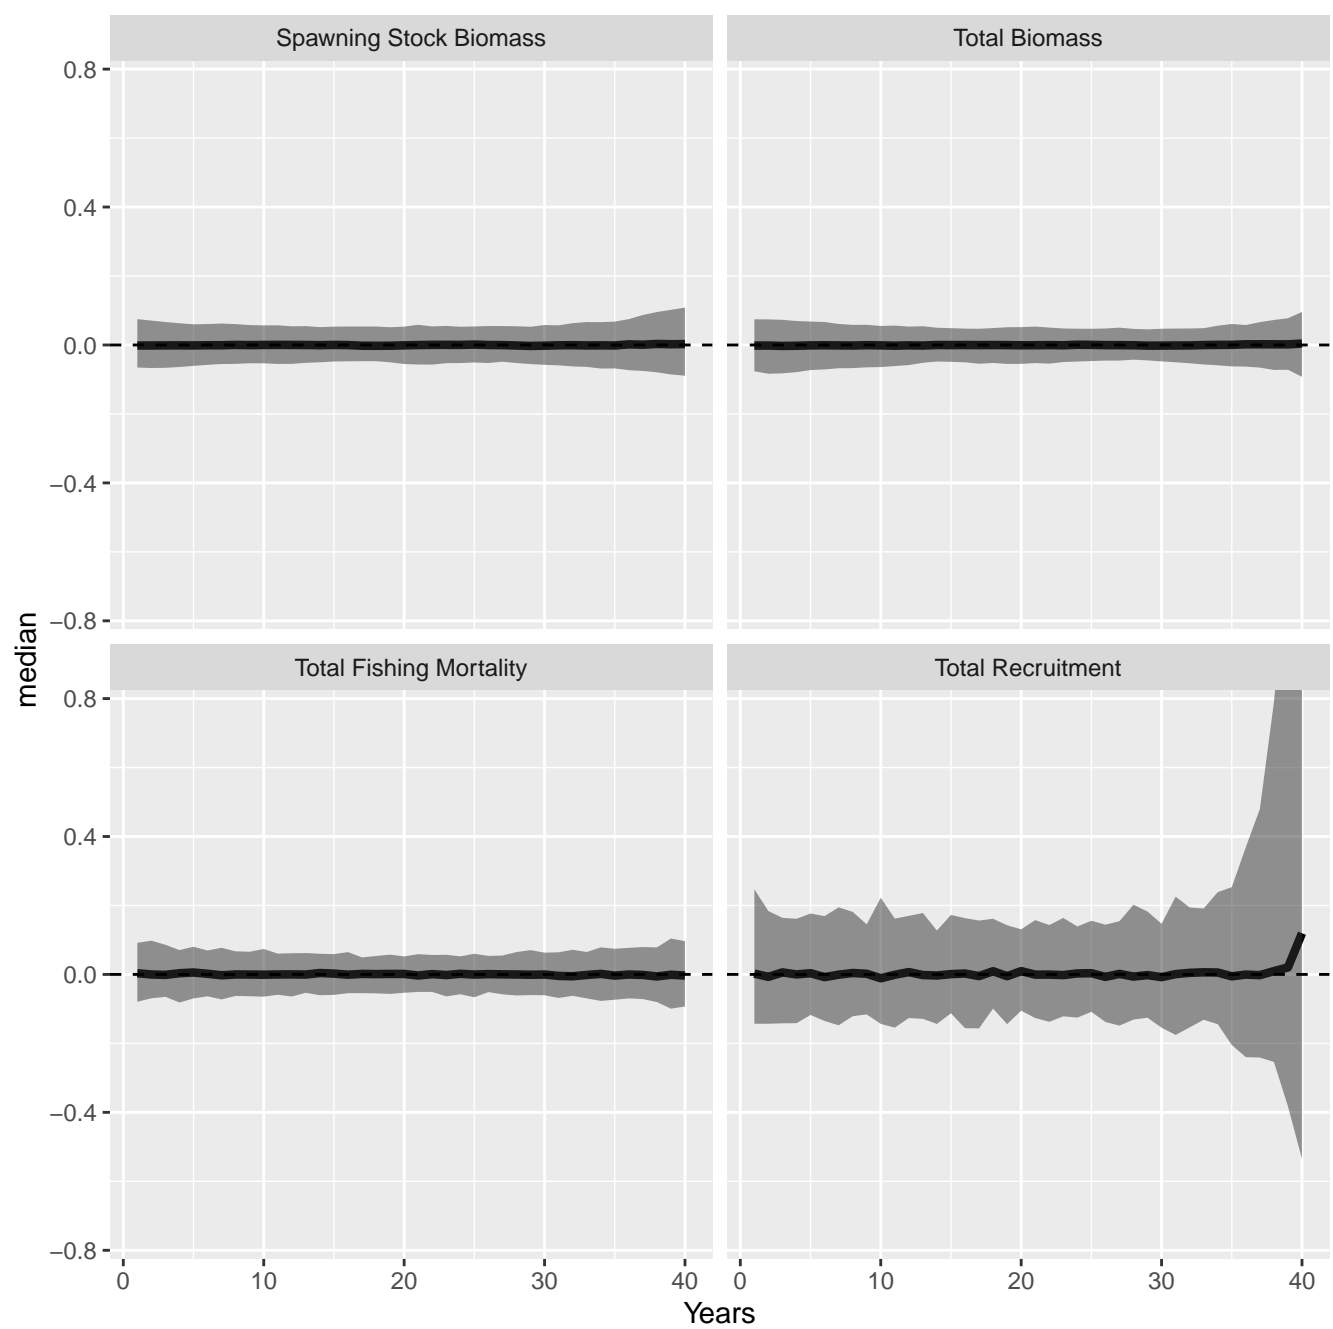 Spawning Stock Biomass
Total Biomass
0.8
0.4
0.0
−0.4
−0.8
Total Fishing Mortality
Total Recruitment
0.8
0.4
0.0
−0.4
−0.8
median
0 10 20 30 40
0 10 20 30 40
Years